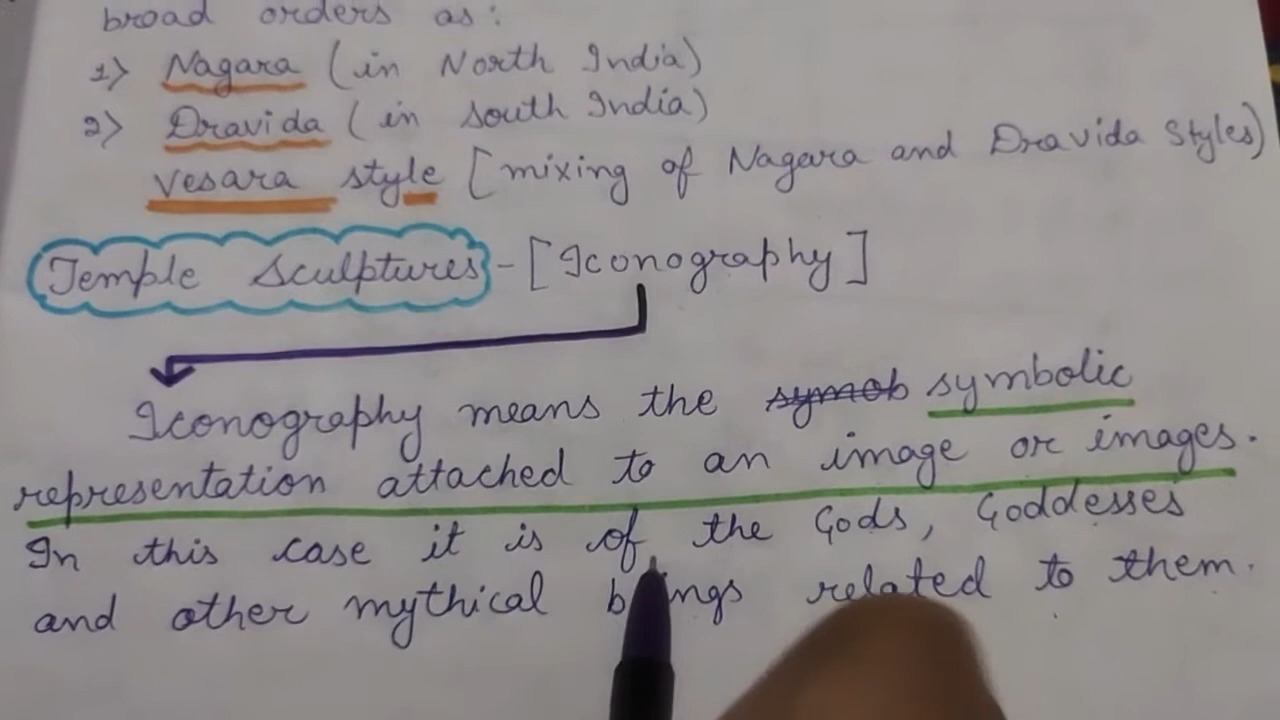 broad orders as:
1) Nagara (in North India)
2) Dravida (in South India)
Vesara style [mixing of Nagara and Dravida Styles)
Temple Sculptures - [Iconography]
Iconography means the symob symbolic
representation attached to an image or images.
In this case it is of the Gods, Goddesses
and other mythical beings related to them.